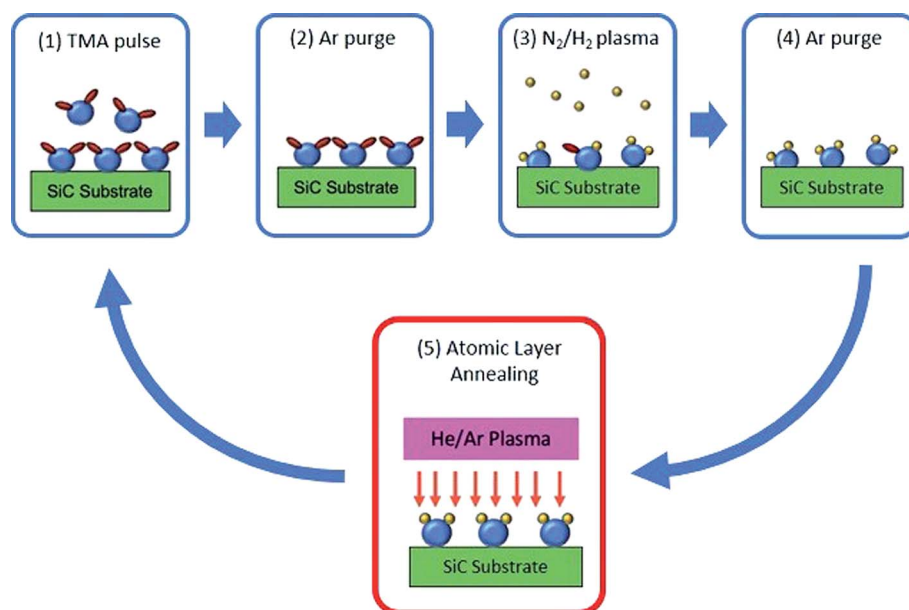 (1) TMA pulse
SiC Substrate
(2) Ar purge
SiC Substrate
(3) N₂/H₂ plasma
SiC Substrate
(4) Ar purge
SiC Substrate
(5) Atomic Layer
Annealing
He/Ar Plasma
SiC Substrate